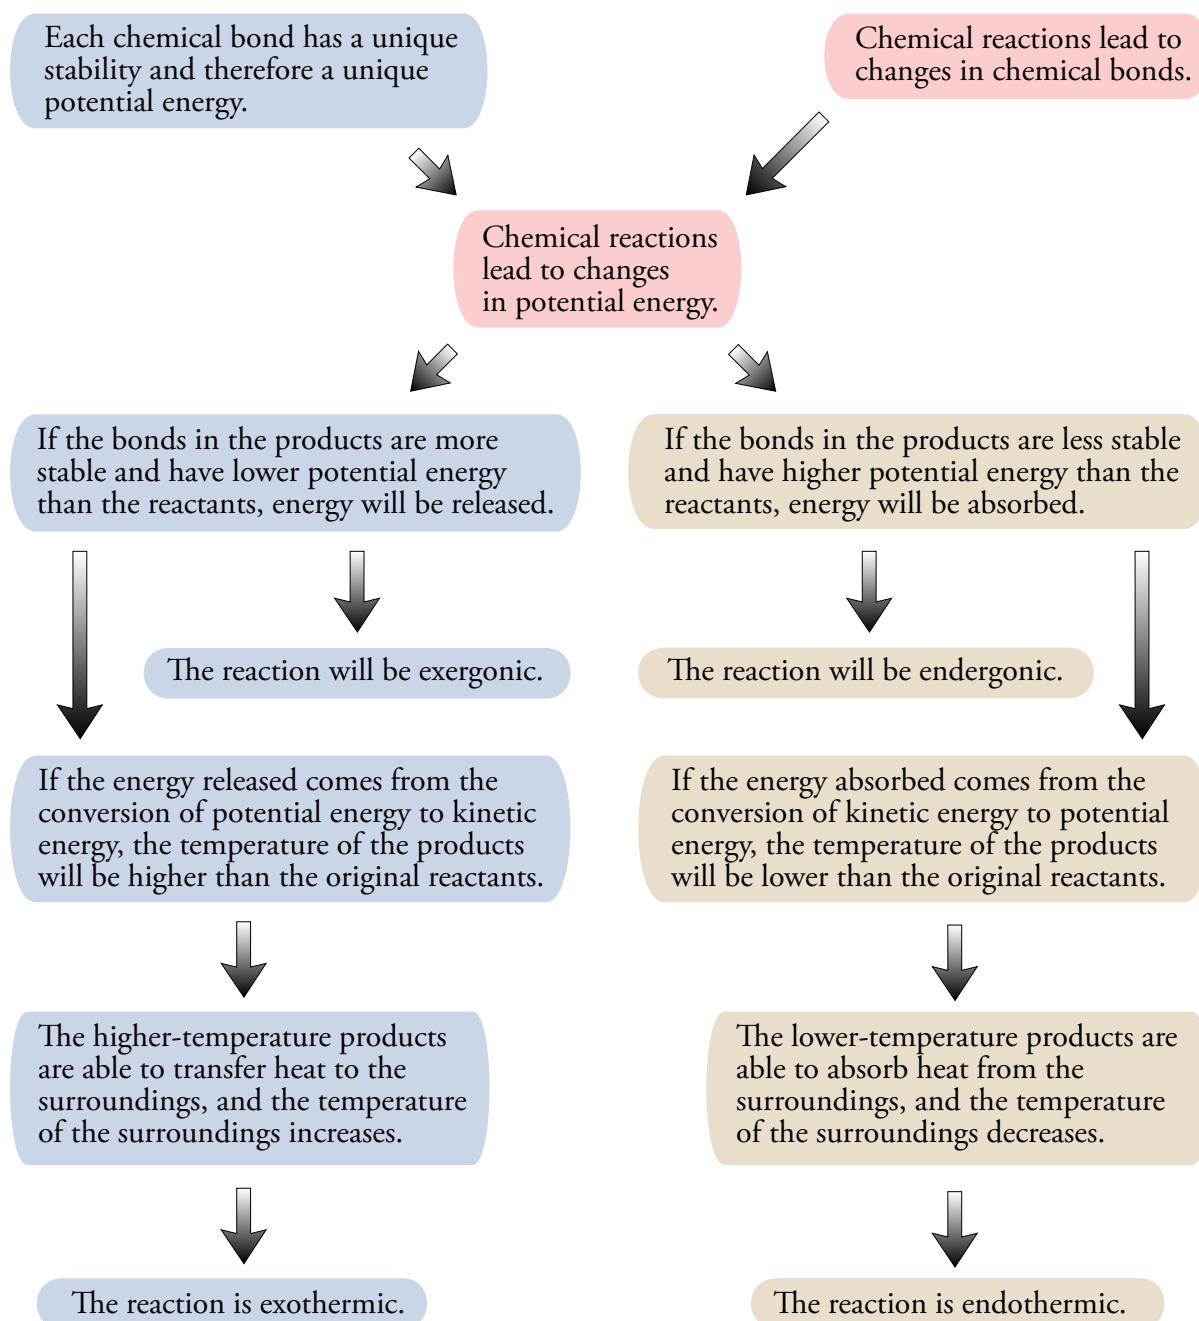 Each chemical bond has a unique
stability and therefore a unique
potential energy.
Chemical reactions lead to
changes in chemical bonds.
Chemical reactions
lead to changes
in potential energy.
If the bonds in the products are more
stable and have lower potential energy
than the reactants, energy will be released.
If the bonds in the products are less stable
and have higher potential energy than the
reactants, energy will be absorbed.
The reaction will be exergonic.
The reaction will be endergonic.
If the energy released comes from the
conversion of potential energy to kinetic
energy, the temperature of the products
will be higher than the original reactants.
If the energy absorbed comes from the
conversion of kinetic energy to potential
energy, the temperature of the products
will be lower than the original reactants.
The higher-temperature products
are able to transfer heat to the
surroundings, and the temperature
of the surroundings increases.
The lower-temperature products are
able to absorb heat from the
surroundings, and the temperature
of the surroundings decreases.
The reaction is exothermic.
The reaction is endothermic.